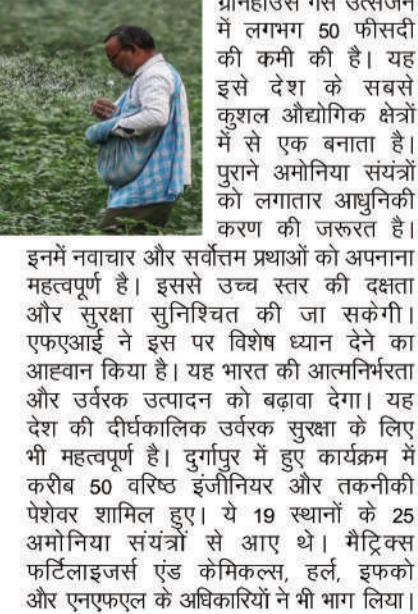 ग्रीनहाउस गैस उत्सर्जन
में लगभग 50 फीसदी
की कमी की है। यह
इसे देश के सबसे
कुशल औद्योगिक क्षेत्रों
में से एक बनाता है।
पुराने अमोनिया संयंत्रों
को लगातार आधुनिकी
करण की जरूरत है।
इनमें नवाचार और सर्वोत्तम प्रथाओं को अपनाना
महत्वपूर्ण है। इससे उच्च स्तर की दक्षता
और सुरक्षा सुनिश्चित की जा सकेगी।
एफएआई ने इस पर विशेष ध्यान देने का
आह्वान किया है। यह भारत की आत्मनिर्भरता
और उर्वरक उत्पादन को बढ़ावा देगा। यह
देश की दीर्घकालिक उर्वरक सुरक्षा के लिए
भी महत्वपूर्ण है। दुर्गापुर में हुए कार्यक्रम में
करीब 50 वरिष्ठ इंजीनियर और तकनीकी
पेशेवर शामिल हुए। ये 19 स्थानों के 25
अमोनिया संयंत्रों से आए थे। मैट्रिक्स
फर्टिलाइजर्स एंड केमिकल्स, हर्ल, इफको
और एनएफएल के अधिकारियों ने भी भाग लिया।